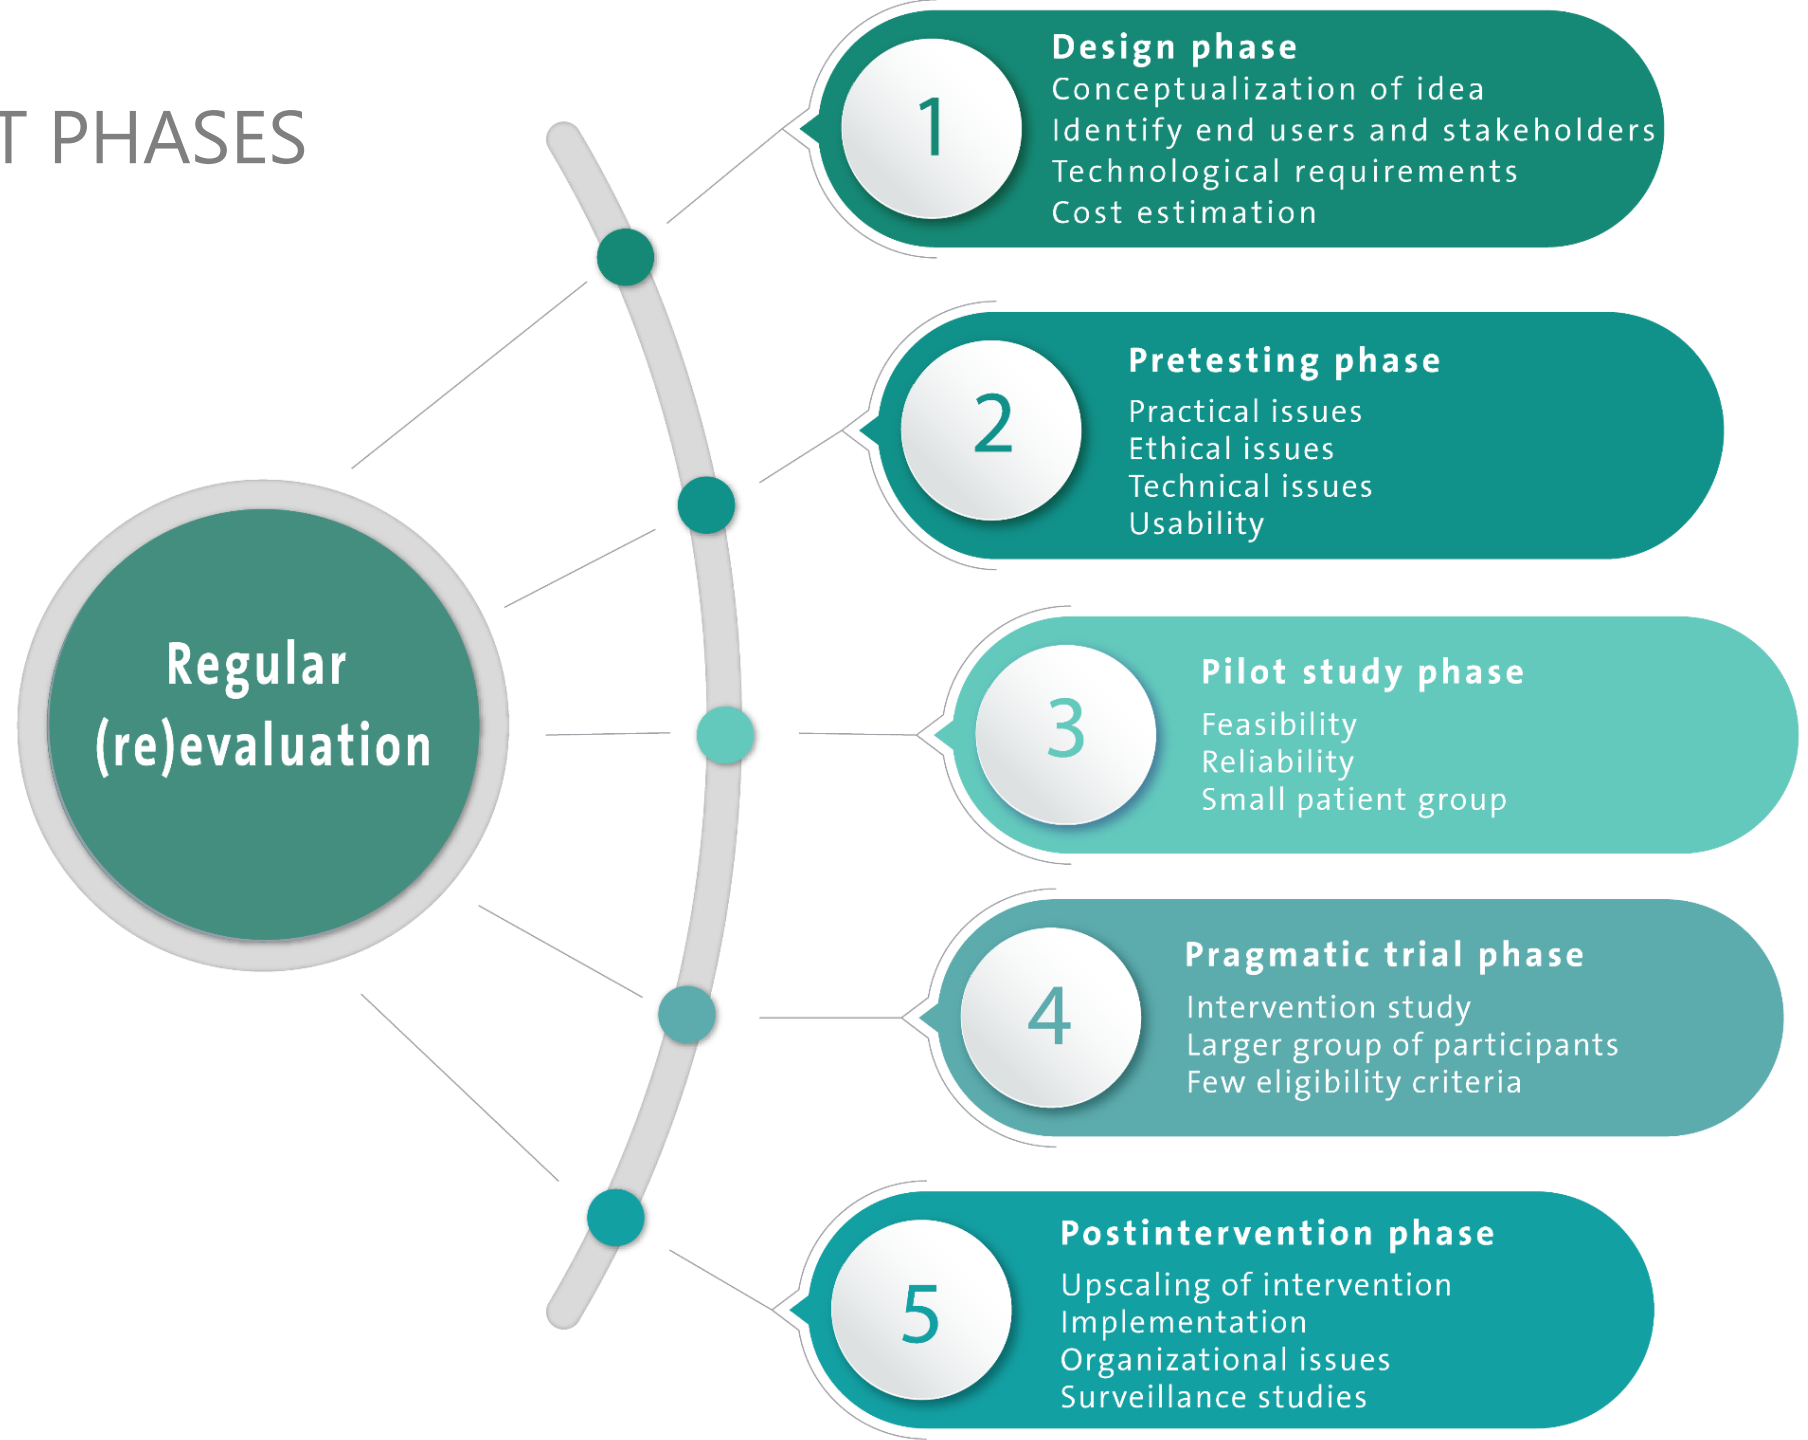 T PHASES
1
Design phase
Conceptualization of idea
Identify end users and stakeholders
Technological requirements
Cost estimation
2
Pretesting phase
Practical issues
Ethical issues
Technical issues
Usability
Regular
(re)evaluation
3
Pilot study phase
Feasibility
Reliability
Small patient group
4
Pragmatic trial phase
Intervention study
Larger group of participants
Few eligibility criteria
5
Postintervention phase
Upscaling of intervention
Implementation
Organizational issues
Surveillance studies